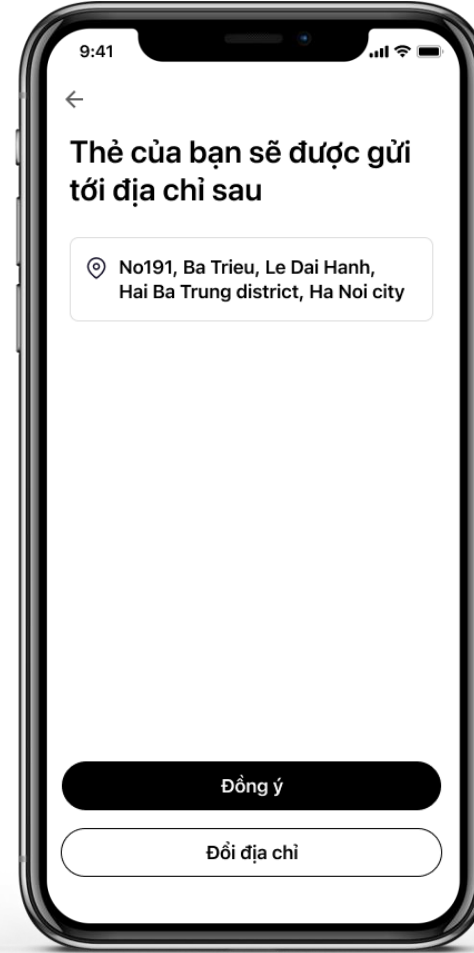 9:41
Thẻ của bạn sẽ được gửi
tới địa chỉ sau
No191, Ba Trieu, Le Dai Hanh,
Hai Ba Trung district, Ha Noi city
Đồng ý
Đổi địa chỉ